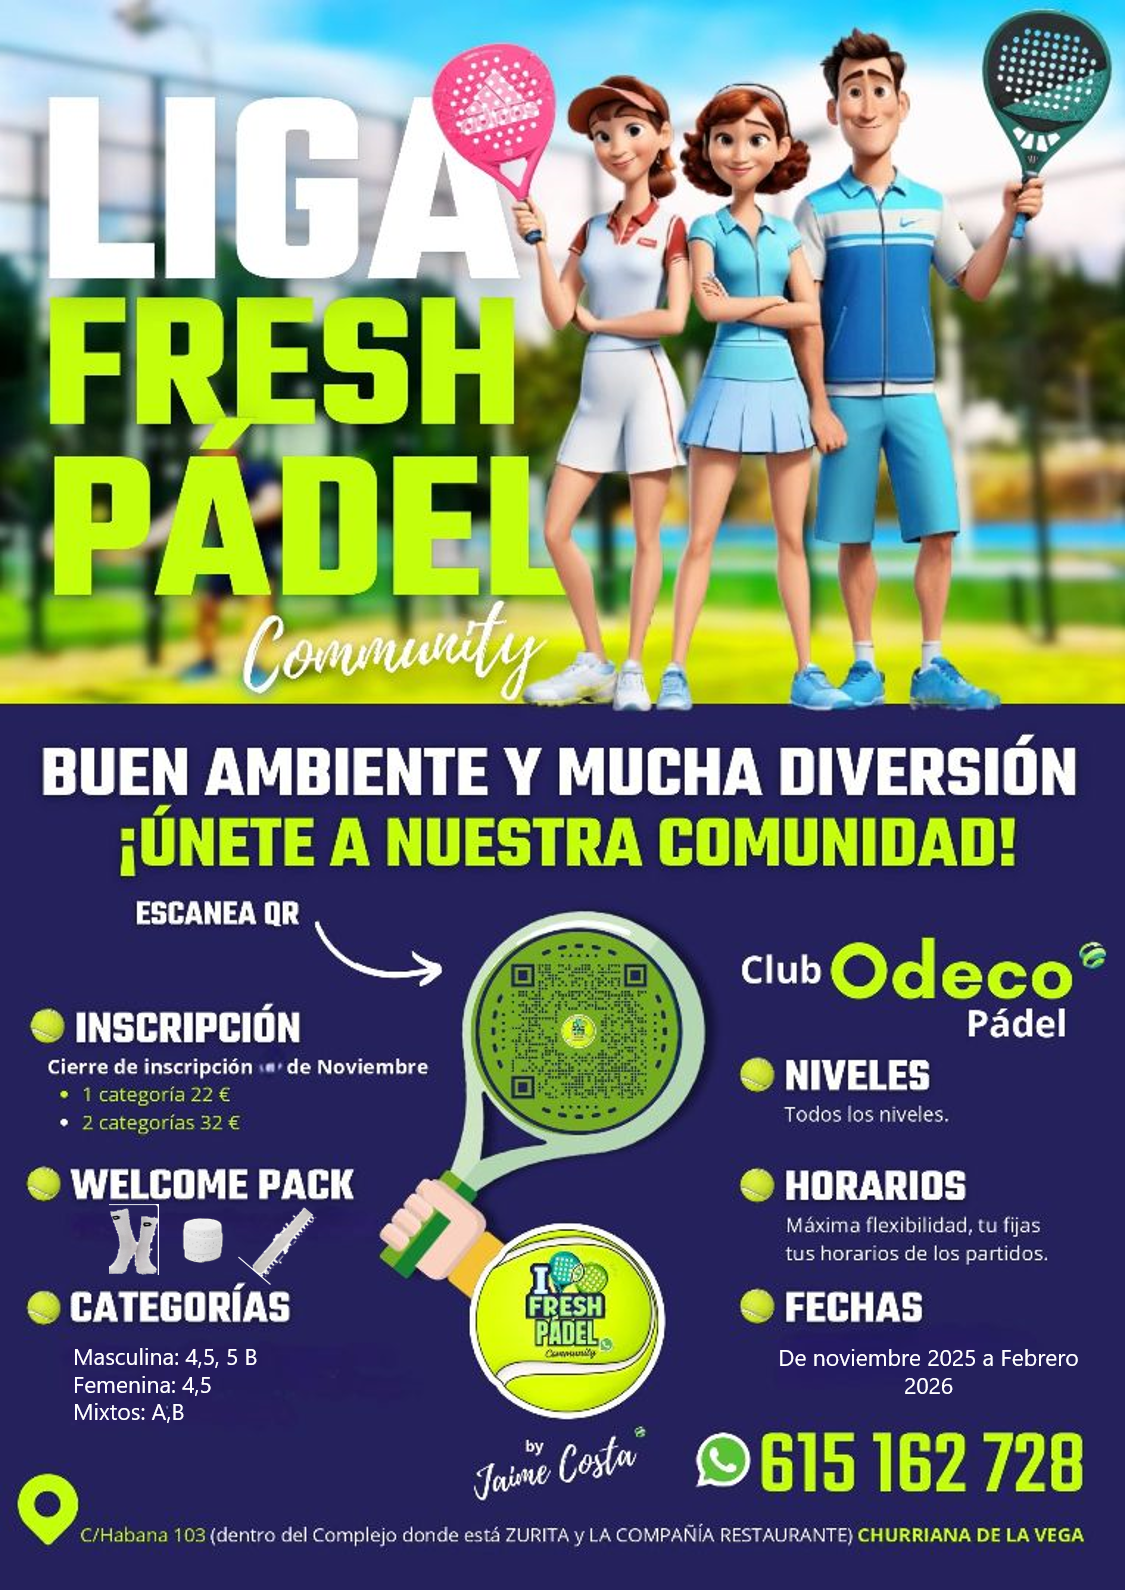 LIGA
FRESH
PÁDEL
Community
adidas
BUEN AMBIENTE Y MUCHA DIVERSIÓN
¡ÚNETE A NUESTRA COMUNIDAD!
ESCANEA QR
Club Odeco
Pádel
INSCRIPCIÓN
Cierre de inscripción de Noviembre
• 1 categoría 22 €
• 2 categorías 32 €
NIVELES
Todos los niveles.
WELCOME PACK
HORARIOS
Máxima flexibilidad, tu fijas
tus horarios de los partidos.
CATEGORÍAS
Masculina: 4,5, 5 B
Femenina: 4,5
Mixtos: A,B
I
FRESH
PÁDEL
Community
FECHAS
De noviembre 2025 a Febrero
2026
by
Jaime Costa
615 162 728
C/Habana 103 (dentro del Complejo donde está ZURITA y LA COMPAÑÍA RESTAURANTE) CHURRIANA DE LA VEGA